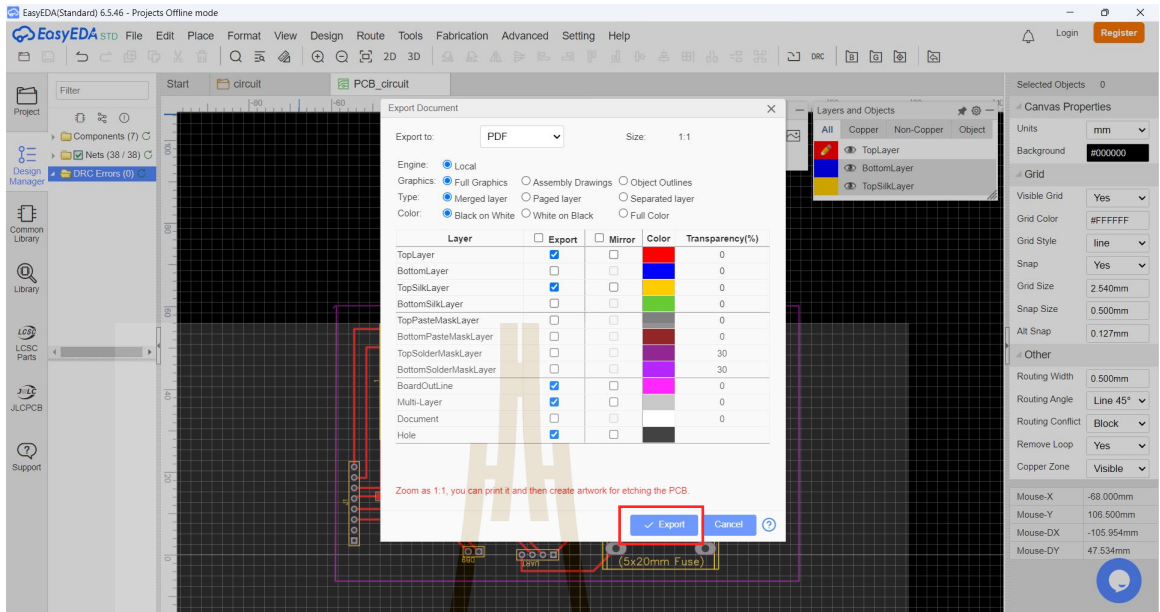 EasyEDA(Standard) 6.5.46 - Projects Offline mode
EasyEDA STD File Edit Place Format View Design Route Tools Fabrication Advanced Setting Help
Login Register
2D 3D DRC
Start circuit PCB_circuit
Project
Filter
Components (7)
Nets (38 / 38)
DRC Errors (0)
Design Manager
Common Library
Library
LCSC
LCSC Parts
JLCPCB
Support
-80 -60
Export Document
Export to: PDF Size: 1:1
Engine: Local
Graphics: Full Graphics Assembly Drawings Object Outlines
Type: Merged layer Paged layer Separated layer
Color: Black on White White on Black Full Color
Layer Export Mirror Color Transparency(%)
TopLayer 0
BottomLayer 0
TopSilkLayer 0
BottomSilkLayer 0
TopPasteMaskLayer 0
BottomPasteMaskLayer 0
TopSolderMaskLayer 30
BottomSolderMaskLayer 30
BoardOutLine 0
Multi-Layer 0
Document 0
Hole
Zoom as 1:1, you can print it and then create artwork for etching the PCB.
Export Cancel
(5x20mm Fuse)
Layers and Objects
All Copper Non-Copper Object
TopLayer
BottomLayer
TopSilkLayer
Selected Objects 0
Canvas Properties
Units mm
Background #000000
Grid
Visible Grid Yes
Grid Color #FFFFFF
Grid Style line
Snap Yes
Grid Size 2.540mm
Snap Size 0.500mm
Alt Snap 0.127mm
Other
Routing Width 0.500mm
Routing Angle Line 45°
Routing Conflict Block
Remove Loop Yes
Copper Zone Visible
Mouse-X -68.000mm
Mouse-Y 106.500mm
Mouse-DX -105.954mm
Mouse-DY 47.534mm